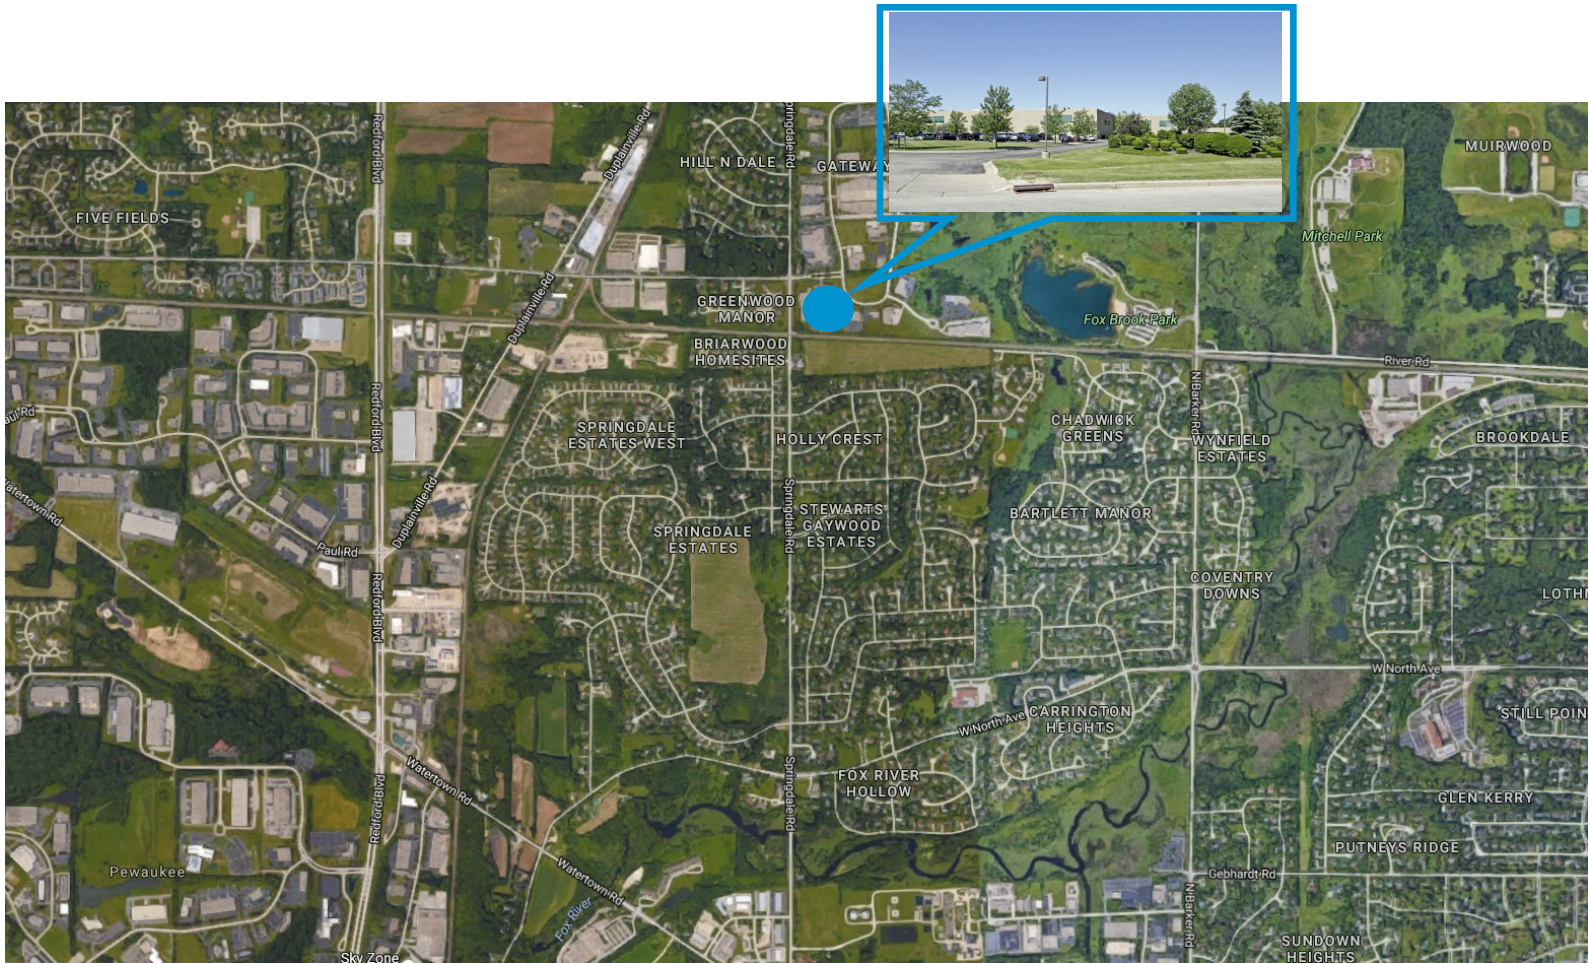 Redford Blvd
Duplainville Rd
HILL N DALE
GATEWAY
MUIRWOOD
FIVE FIELDS
Mitchell Park
Duplainville Rd
GREENWOOD
MANOR
Fox Brook Park
BRIARWOOD
HOMESITES
River Rd
Redford Blvd
N Barker Rd
CHADWICK
GREENS
SPRINGDALE
ESTATES WEST
HOLLY CREST
WYNFIELD
ESTATES
BROOKDALE
Duplainville Rd
Springdale Rd
STEWARTS
GAYWOOD
ESTATES
BARTLETT MANOR
SPRINGDALE
ESTATES
Paul Rd
Redford Blvd
COVENTRY
DOWNS
W North Ave
W North Ave
CARRINGTON
HEIGHTS
Watertown Rd
Redford Blvd
Springdale Rd
FOX RIVER
HOLLOW
GLEN KERRY
PUTNEYS RIDGE
Pewaukee
Watertown Rd
Gebhardt Rd
Fox River
N Barker Rd
SUNDOWN
HEIGHTS
Sky Zone